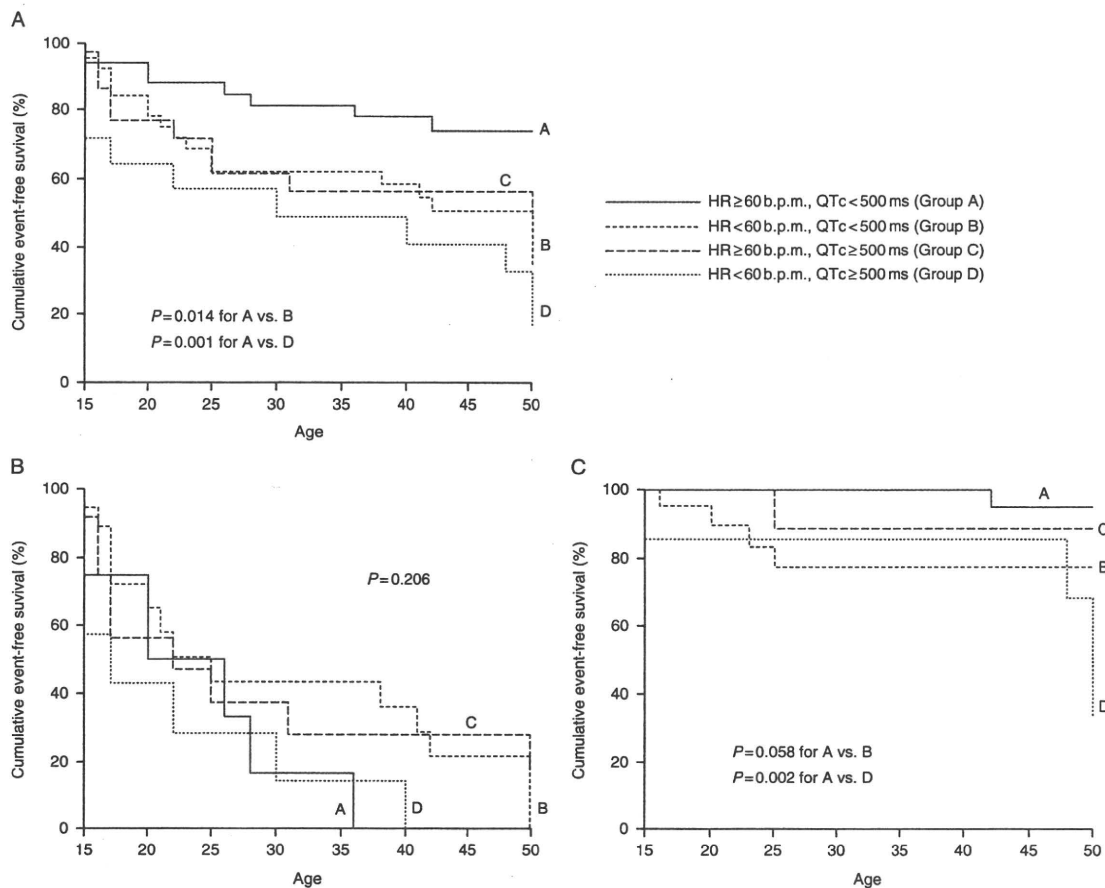 A
Cumulative event-free suvival (%)
100
80
60
40
20
0
15 20 25 30 35 40 45 50
Age
A
C
B
D
P=0.014 for A vs. B
P=0.001 for A vs. D
HR≥60 b.p.m., QTc<500 ms (Group A)
HR<60 b.p.m., QTc<500 ms (Group B)
HR≥60 b.p.m., QTc≥500 ms (Group C)
HR<60 b.p.m., QTc≥500 ms (Group D)
B
Cumulative event-free suvival (%)
100
80
60
40
20
0
15 20 25 30 35 40 45 50
Age
P=0.206
C
A
D
B
C
Cumulative event-free suvival (%)
100
80
60
40
20
0
15 20 25 30 35 40 45 50
Age
A
C
B
D
P=0.058 for A vs. B
P=0.002 for A vs. D